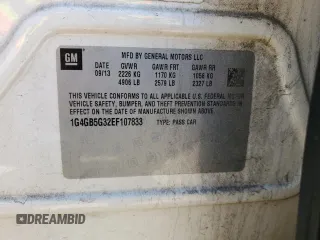 GM
MFD BY GENERAL MOTORS LLC
DATE GVWR GAWR FRT GAWR RR
09/13 2226 KG 1170 KG 1056 KG
4906 LB 2579 LB 2327 LB
THIS VEHICLE CONFORMS TO ALL APPLICABLE U.S. FEDERAL MOTOR
VEHICLE SAFETY, BUMPER, AND THEFT PREVENTION STANDARDS IN
EFFECT ON THE DATE OF MANUFACTURE SHOWN ABOVE.
1G4GB5G32EF107833 TYPE: PASS CAR
DREAMBID